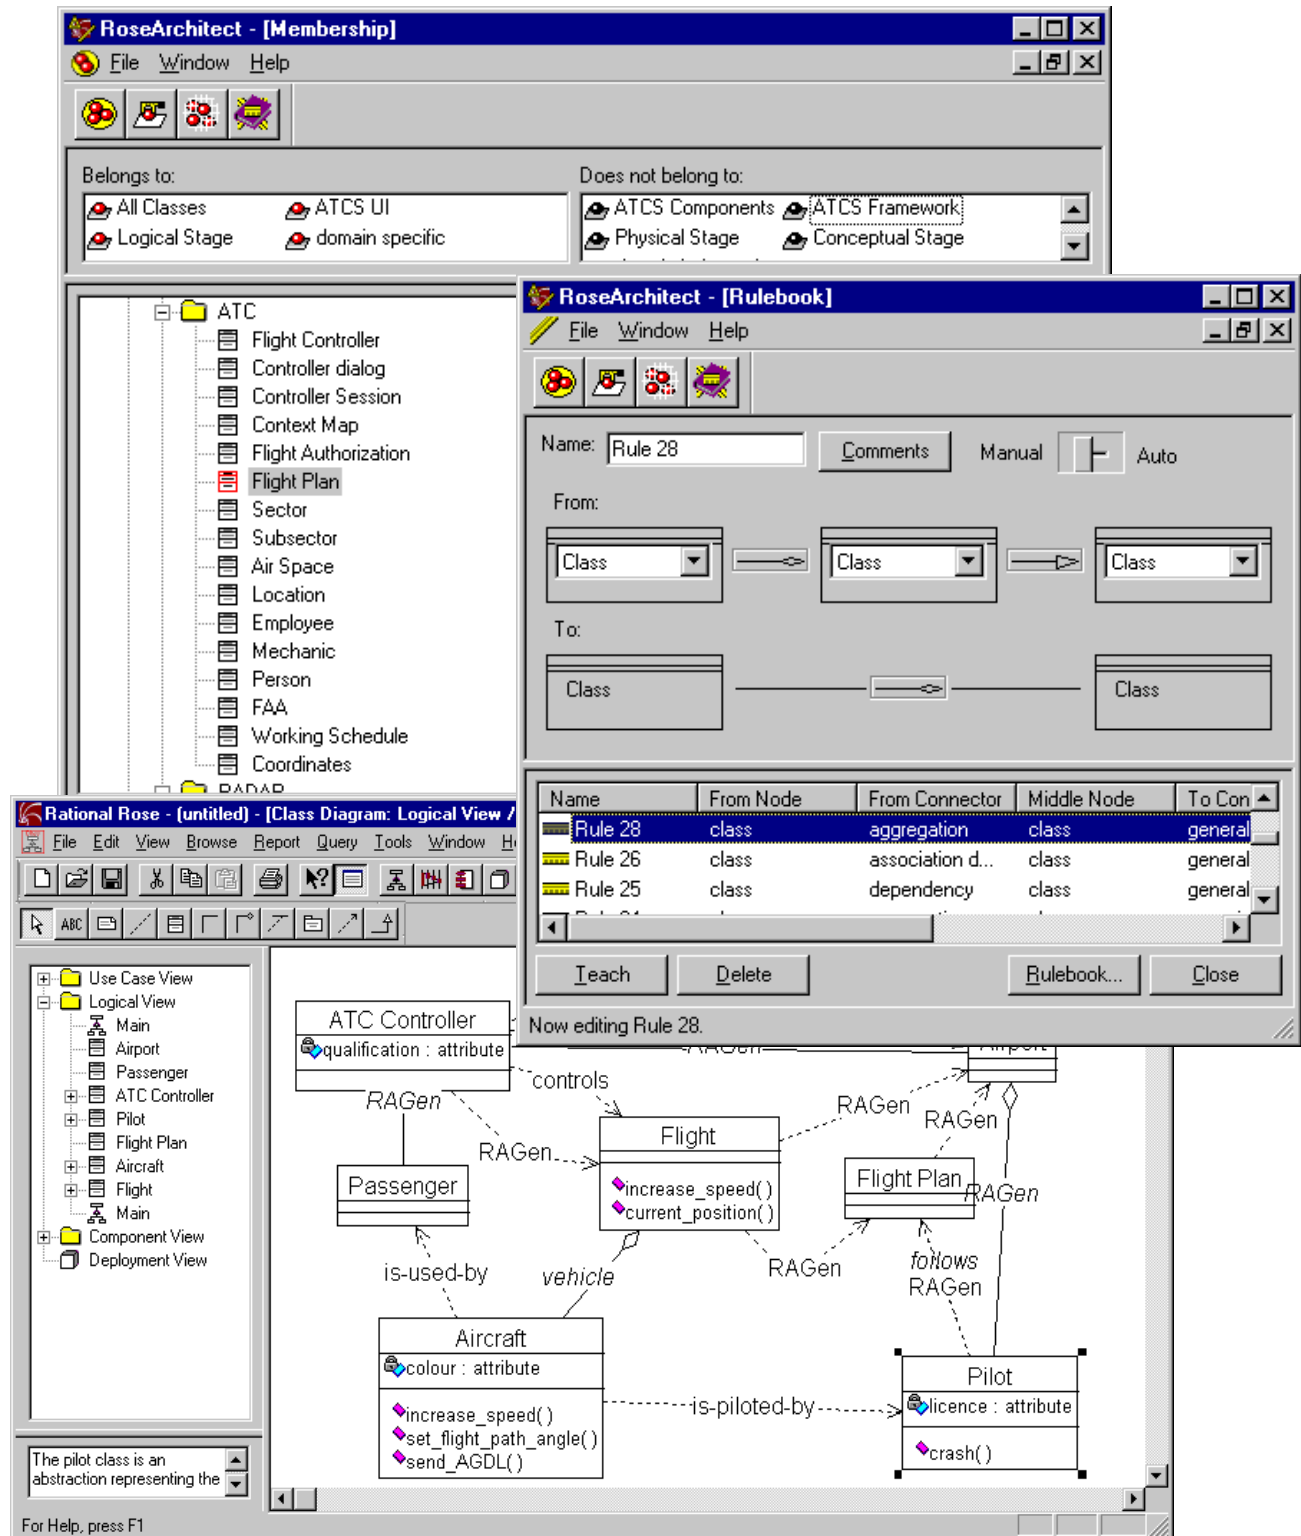 RoseArchitect - [Membership]
File Window Help
Belongs to:
All Classes ATCS UI
Logical Stage domain specific
Does not belong to:
ATCS Components ATCS Framework
Physical Stage Conceptual Stage
ATC
Flight Controller
Controller dialog
Controller Session
Context Map
Flight Authorization
Flight Plan
Sector
Subsector
Air Space
Location
Employee
Mechanic
Person
FAA
Working Schedule
Coordinates
RADAR
RoseArchitect - [Rulebook]
File Window Help
Name: Rule 28 Comments Manual Auto
From:
Class Class Class
To:
Class Class
Name From Node From Connector Middle Node To Con
Rule 28 class aggregation class general
Rule 26 class association d... class general
Rule 25 class dependency class general
Teach Delete Rulebook... Close
Now editing Rule 28.
Rational Rose - (untitled) - [Class Diagram: Logical View /
File Edit View Browse Report Query Tools Window
ABC
Use Case View
Logical View
Main
Airport
Passenger
ATC Controller
Pilot
Flight Plan
Aircraft
Flight
Main
Component View
Deployment View
The pilot class is an
abstraction representing the
For Help, press F1
ATC Controller
qualification : attribute
RAGen
Airport
controls
RAGen
RAGen
RAGen
RAGen
Flight
increase_speed()
current_position()
Passenger
Flight Plan
RAGen
is-used-by
vehicle
RAGen
follows
RAGen
Aircraft
colour : attribute
increase_speed()
set_flight_path_angle()
send_AGDL()
is-piloted-by
Pilot
licence : attribute
crash()